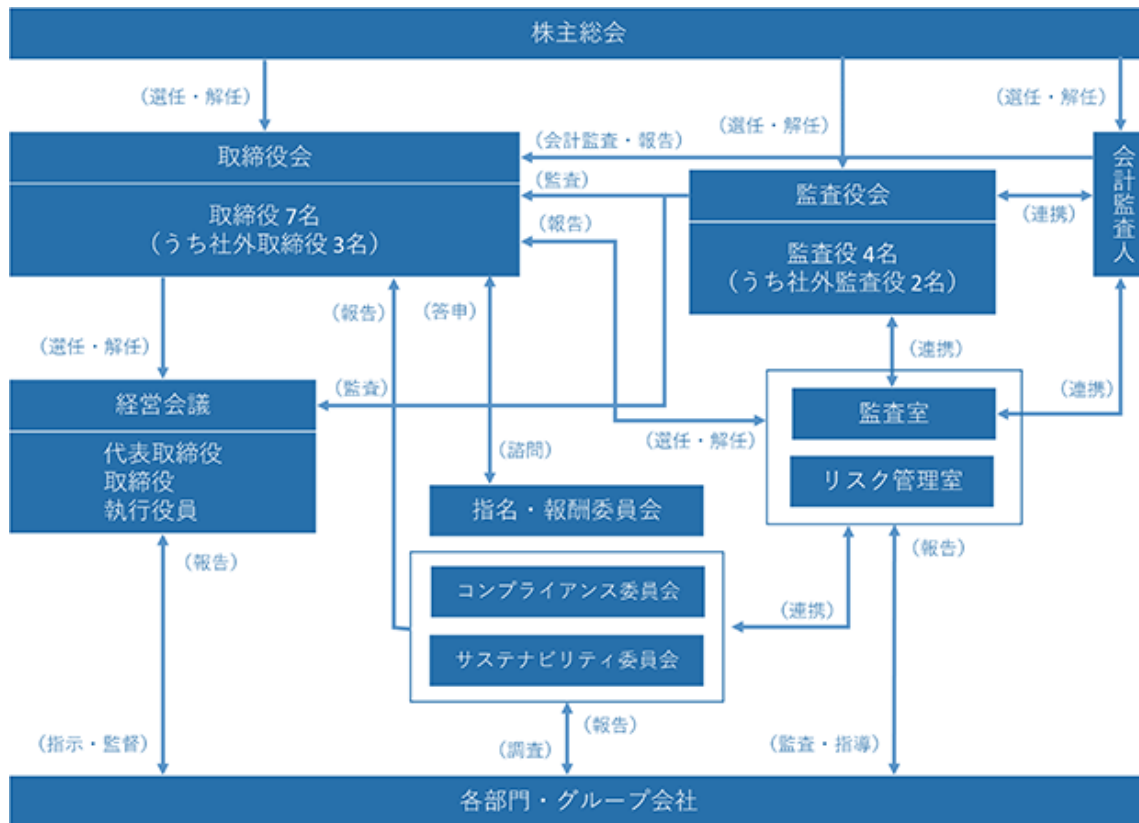 株主総会
(選任・解任)
(選任・解任)
(選任・解任)
取締役会
取締役 7名
(うち社外取締役 3名)
(会計監査・報告)
(監査)
(報告)
監査役会
監査役 4名
(うち社外監査役 2名)
(連携)
会計監査人
(選任・解任)
(報告)
(答申)
(連携)
(連携)
経営会議
代表取締役
取締役
執行役員
(監査)
(諮問)
(選任・解任)
監査室
リスク管理室
指名・報酬委員会
コンプライアンス委員会
サステナビリティ委員会
(連携)
(報告)
(報告)
(指示・監督)
(報告)
(調査)
(監査・指導)
各部門・グループ会社